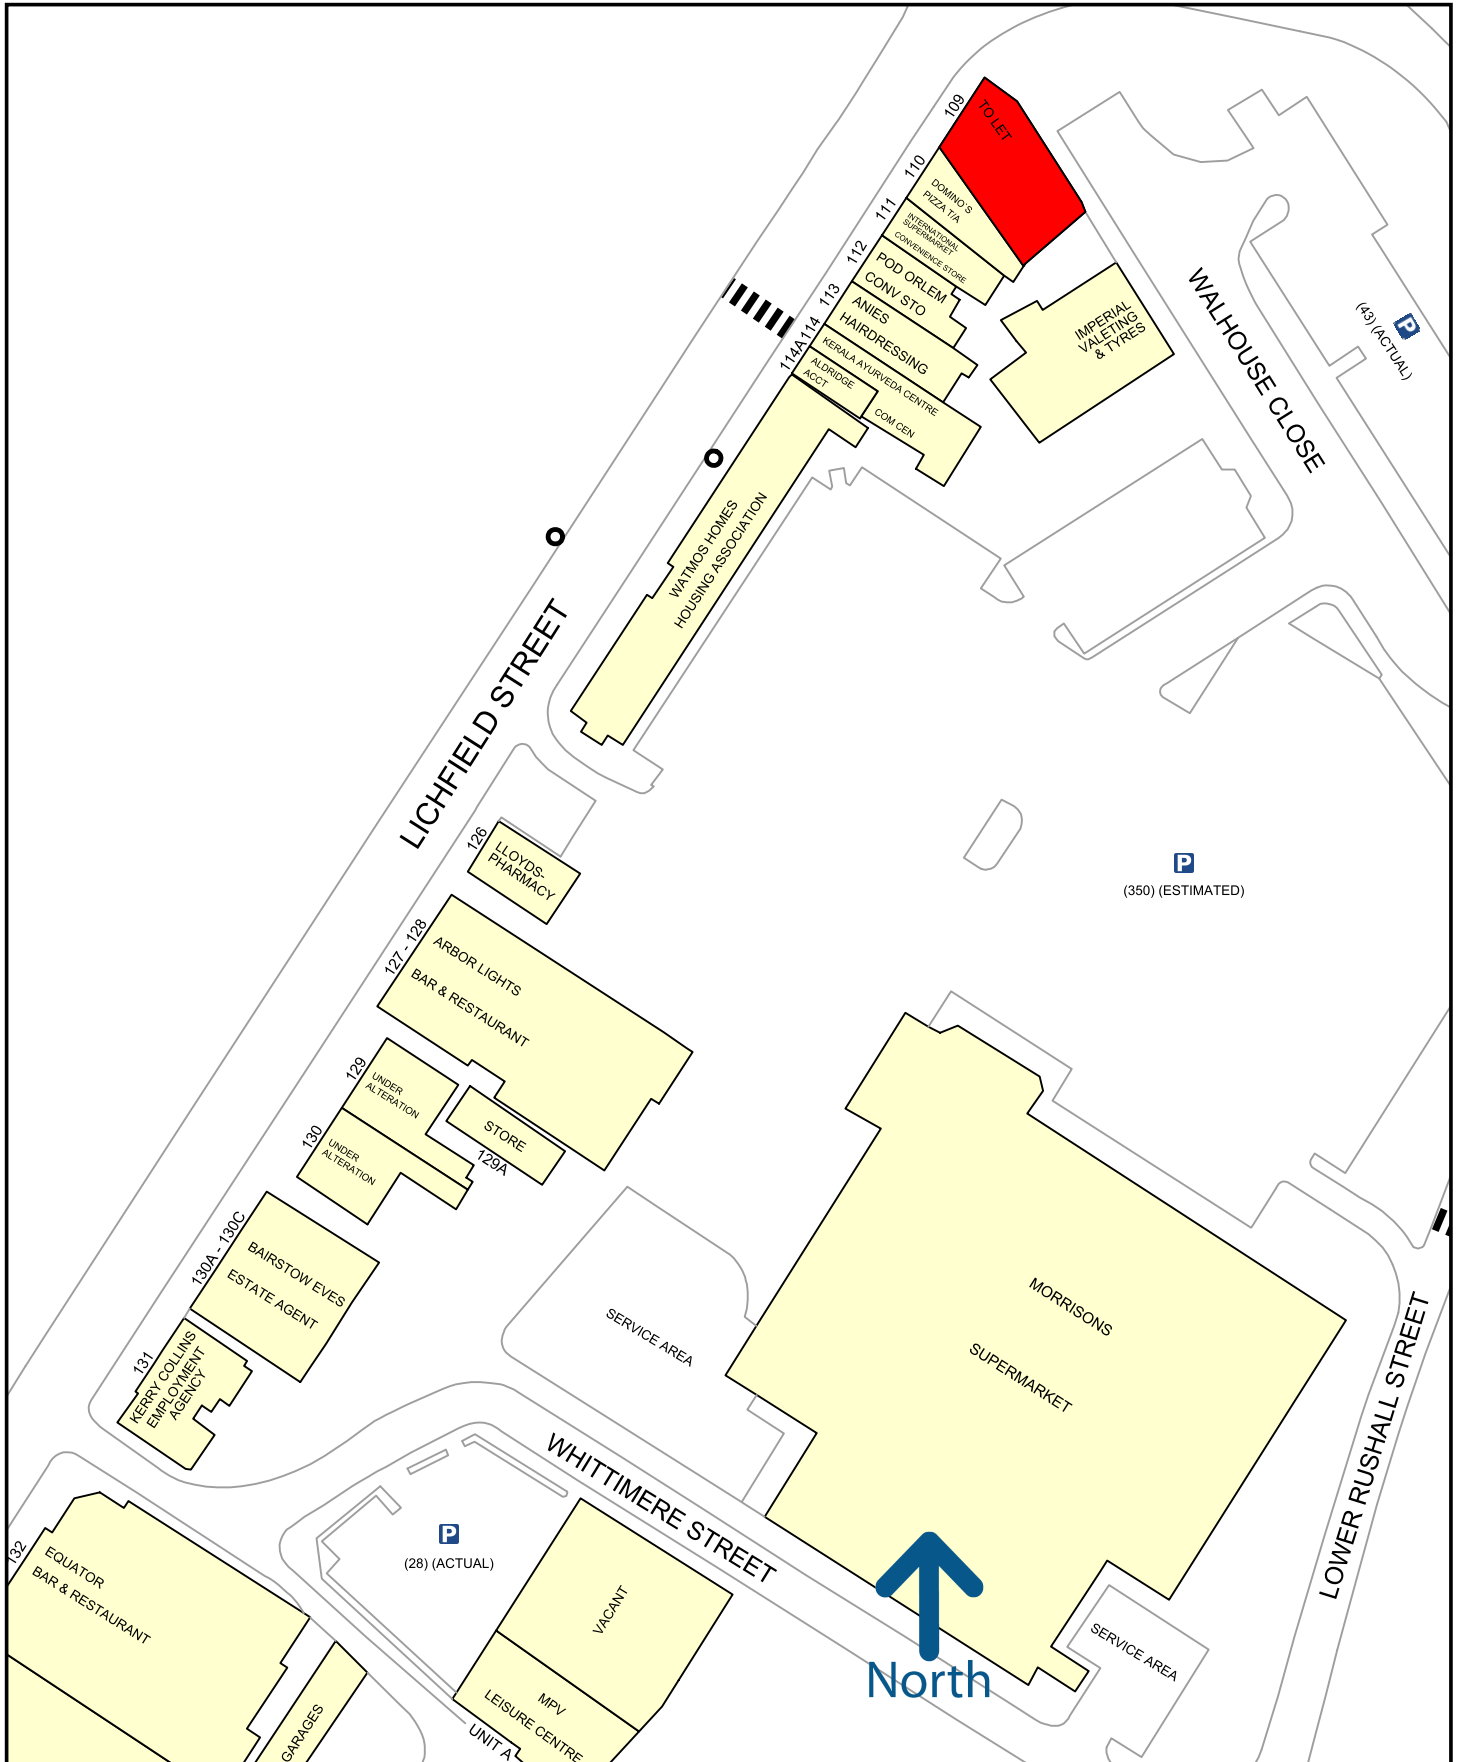 109
TO LET
110
DOMINO`S
PIZZA T/A
111
INTERNATIONAL
SUPERMARKET
CONVENIENCE STORE
112
POD ORLEM
CONV STO
113
ANIES
HAIRDRESSING
114
KERALA AYURVEDA CENTRE
COM CEN
114A
ALDRIDGE
ACCT
IMPERIAL
VALETING
& TYRES
WALHOUSE CLOSE
P
(43) (ACTUAL)
WATMOS HOMES
HOUSING ASSOCIATION
LICHFIELD STREET
126
LLOYDS-
PHARMACY
P
(350) (ESTIMATED)
127 - 128
ARBOR LIGHTS
BAR & RESTAURANT
129
UNDER
ALTERATION
STORE
129A
130
UNDER
ALTERATION
130A - 130C
BAIRSTOW EVES
ESTATE AGENT
131
KERRY COLLINS
EMPLOYMENT
AGENCY
SERVICE AREA
MORRISONS
SUPERMARKET
LOWER RUSHALL STREET
WHITTIMERE STREET
P
(28) (ACTUAL)
132
EQUATOR
BAR & RESTAURANT
VACANT
North
SERVICE AREA
MPV
LEISURE CENTRE
UNIT A
GARAGES